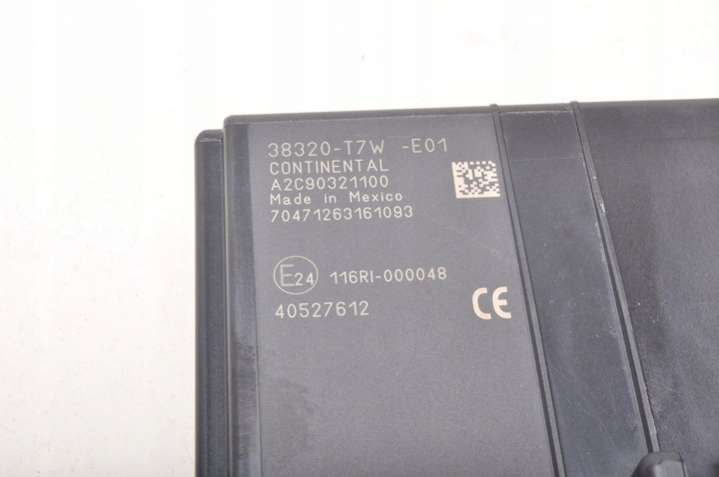 38320-T7W -E01
CONTINENTAL
A2C90321100
Made in Mexico
70471263161093
E24 116RI-000048
40527612 CE